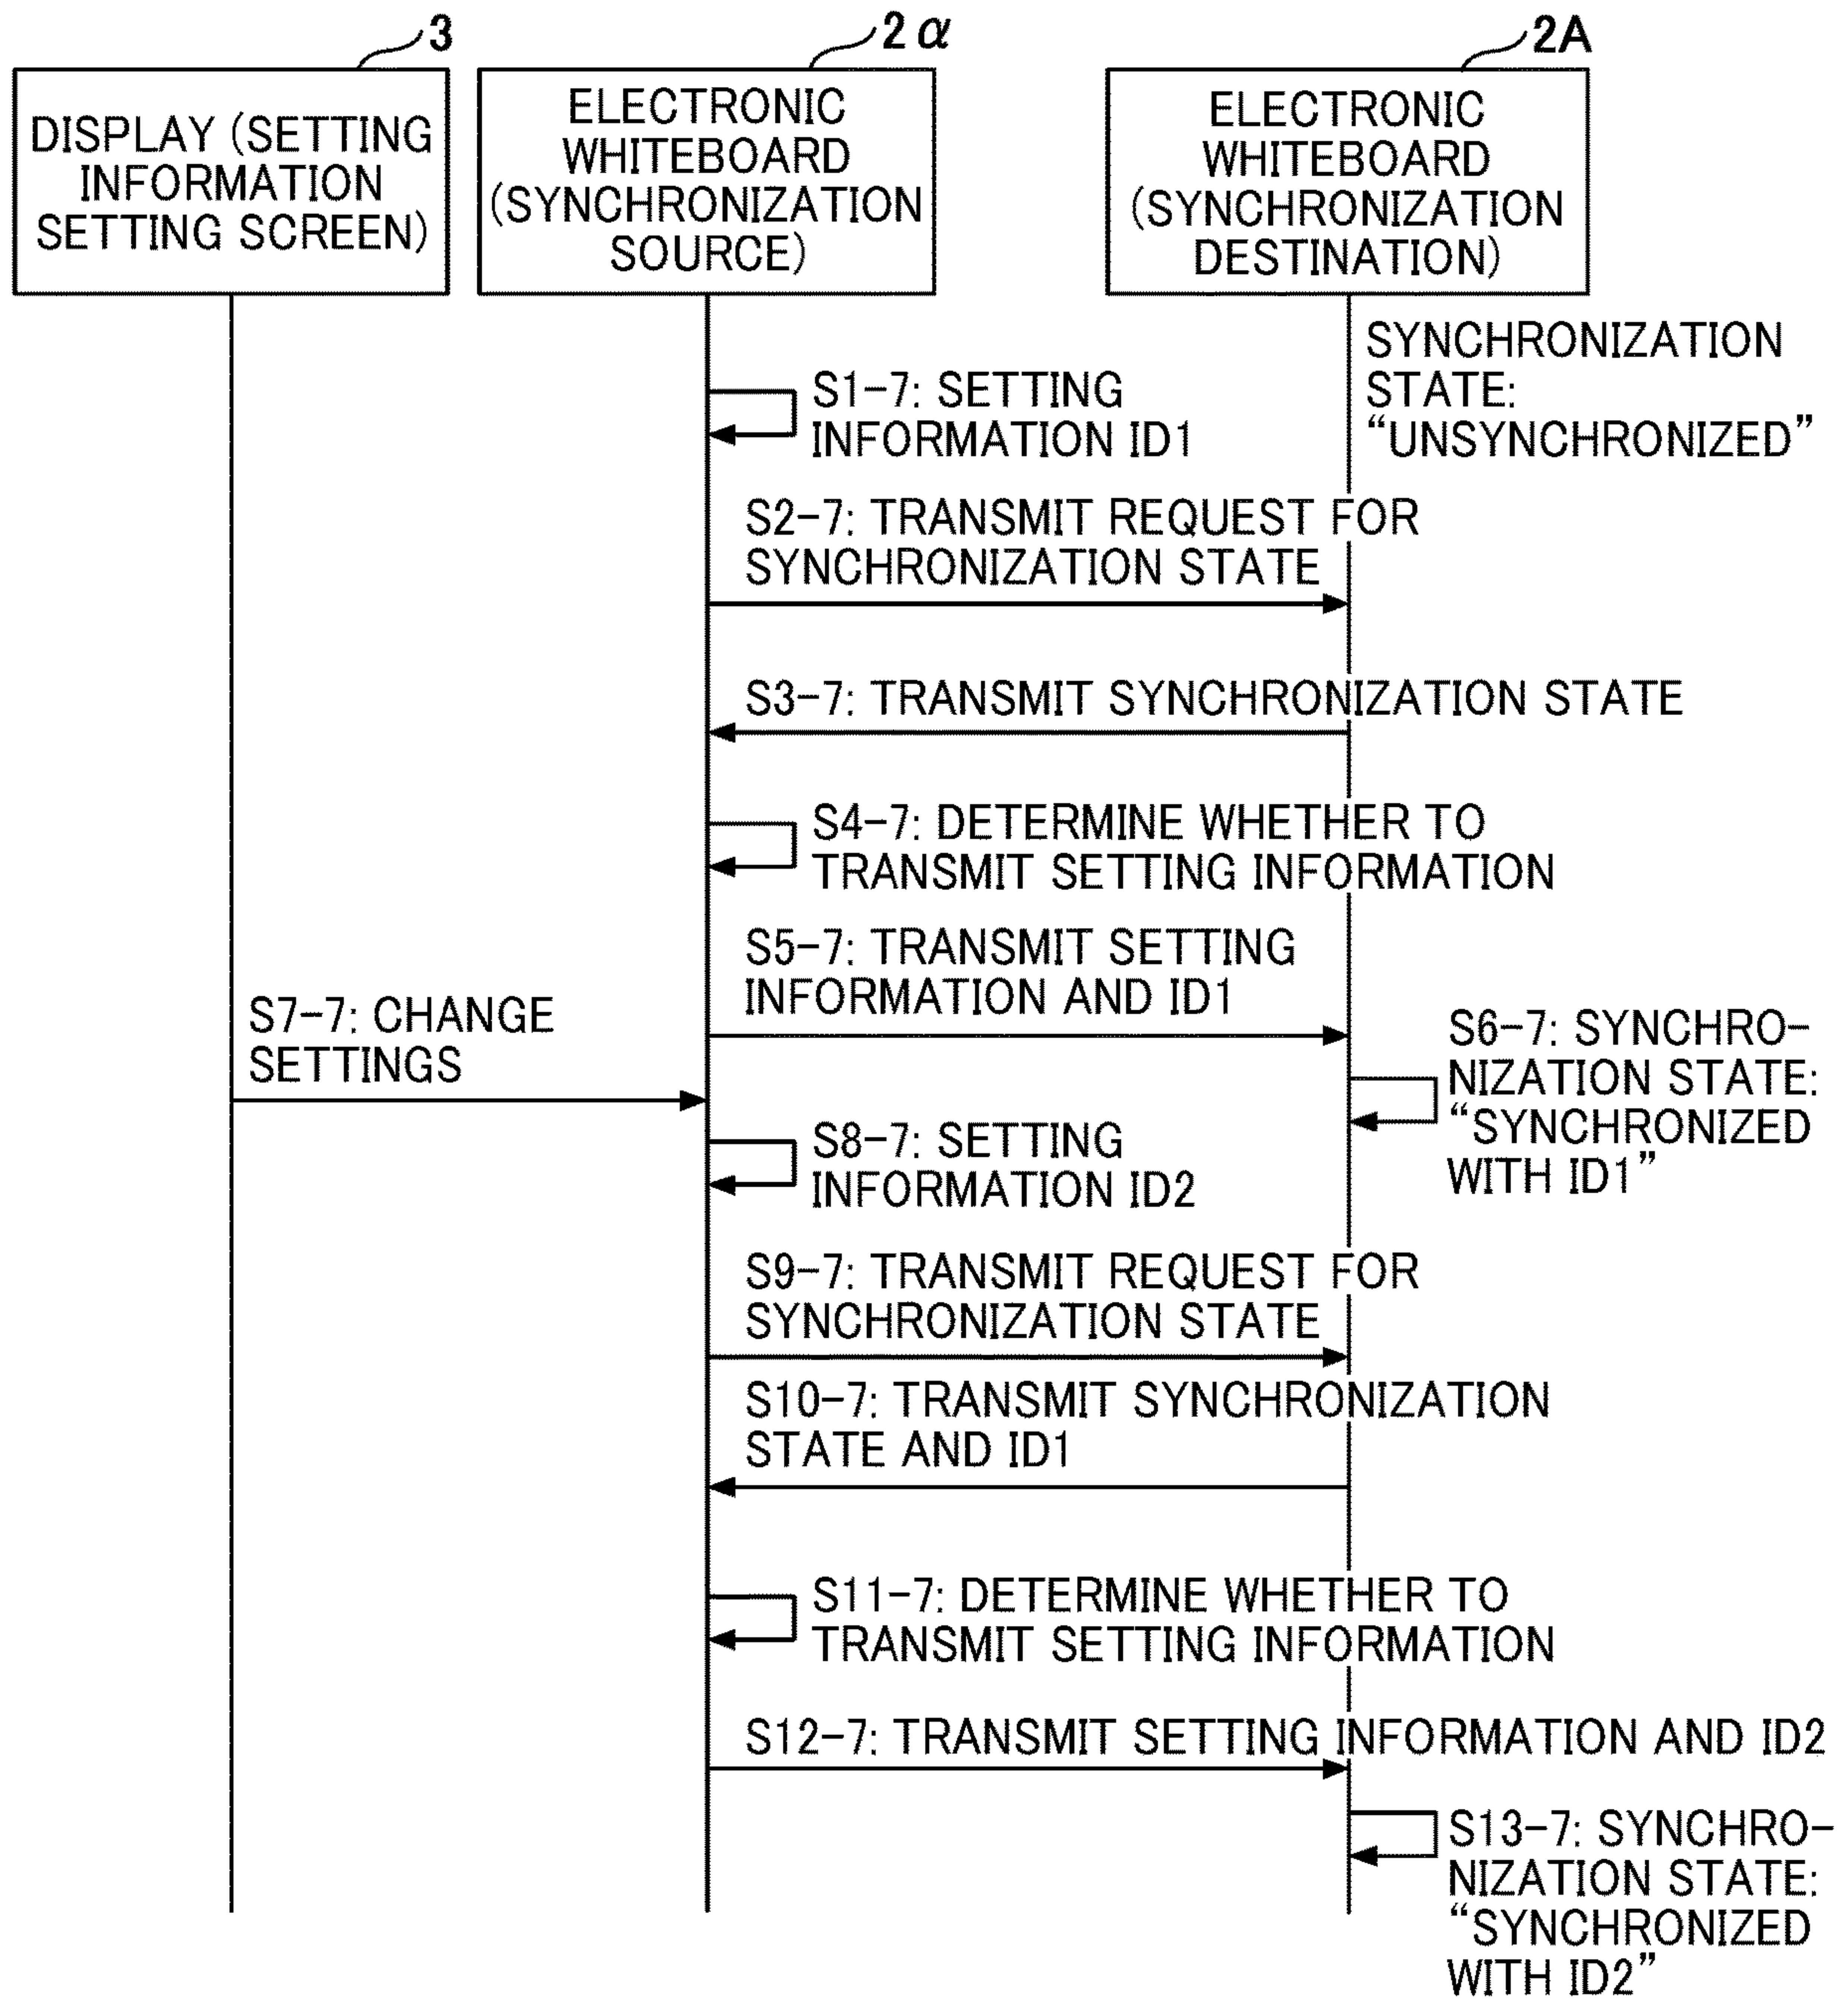 3
2α
2A
DISPLAY (SETTING
INFORMATION
SETTING SCREEN)
ELECTRONIC
WHITEBOARD
(SYNCHRONIZATION
SOURCE)
ELECTRONIC
WHITEBOARD
(SYNCHRONIZATION
DESTINATION)
SYNCHRONIZATION
STATE:
“UNSYNCHRONIZED”
S1-7: SETTING
INFORMATION ID1
S2-7: TRANSMIT REQUEST FOR
SYNCHRONIZATION STATE
S3-7: TRANSMIT SYNCHRONIZATION STATE
S4-7: DETERMINE WHETHER TO
TRANSMIT SETTING INFORMATION
S5-7: TRANSMIT SETTING
INFORMATION AND ID1
S6-7: SYNCHRO-
NIZATION STATE:
“SYNCHRONIZED
WITH ID1”
S7-7: CHANGE
SETTINGS
S8-7: SETTING
INFORMATION ID2
S9-7: TRANSMIT REQUEST FOR
SYNCHRONIZATION STATE
S10-7: TRANSMIT SYNCHRONIZATION
STATE AND ID1
S11-7: DETERMINE WHETHER TO
TRANSMIT SETTING INFORMATION
S12-7: TRANSMIT SETTING INFORMATION AND ID2
S13-7: SYNCHRO-
NIZATION STATE:
“SYNCHRONIZED
WITH ID2”